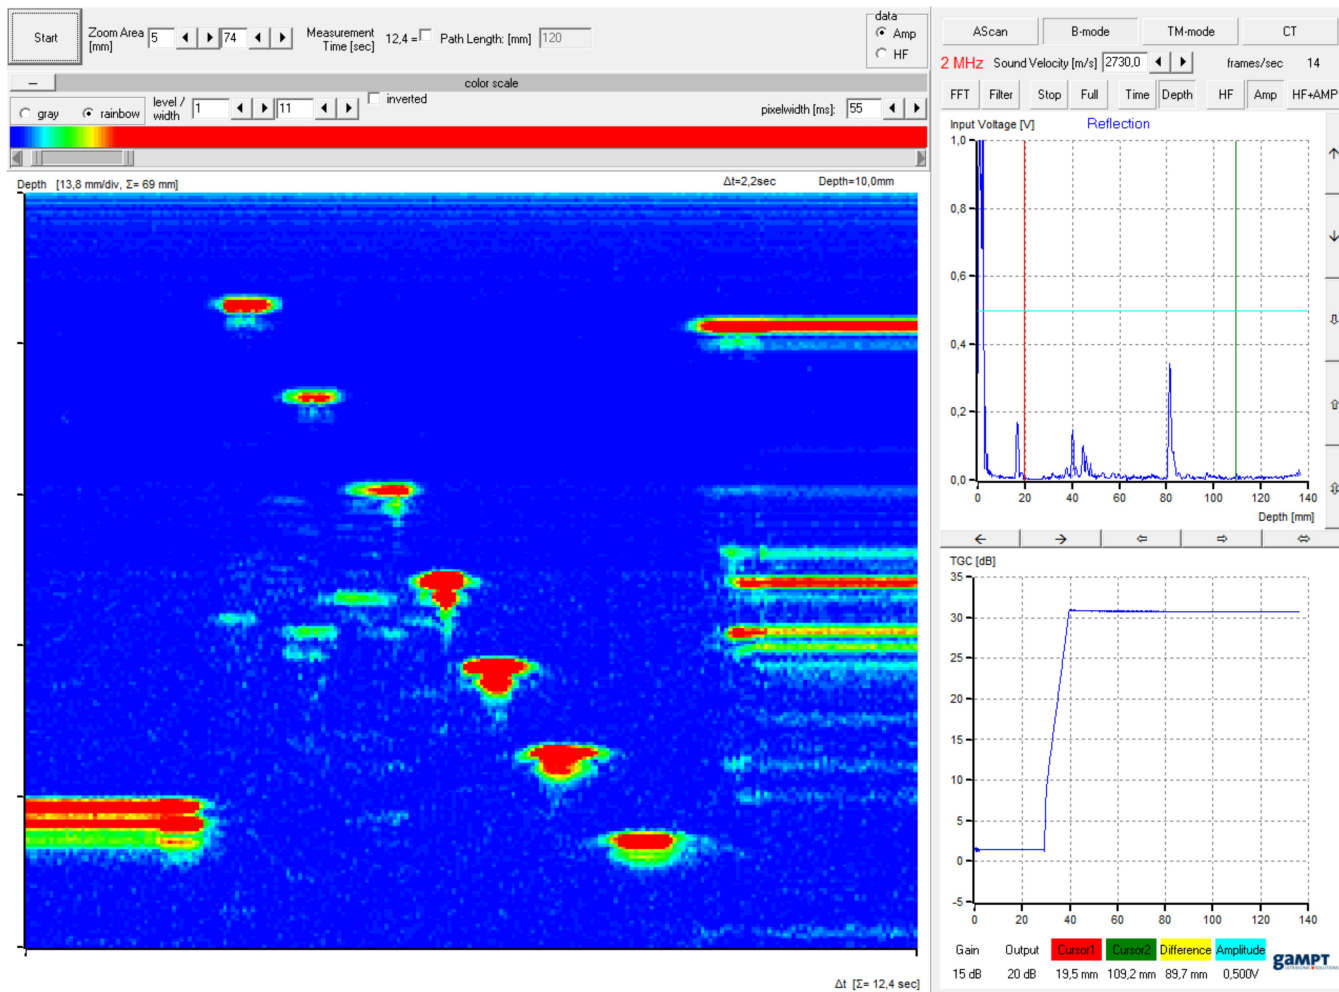 Start
Zoom Area [mm] 5 74
Measurement Time [sec] 12,4 = Path Length: [mm] 120
data
Amp
HF
color scale
gray rainbow level / width 1 11 inverted pixelwidth [ms]: 55
Depth [13,8 mm/div, Σ= 69 mm] Δt=2,2sec Depth=10,0mm
Δt [Σ= 12,4 sec]
AScan B-mode TM-mode CT
2 MHz Sound Velocity [m/s] 2730,0 frames/sec 14
FFT Filter Stop Full Time Depth HF Amp HF+AMP
Input Voltage [V] Reflection
1,0
0,8
0,6
0,4
0,2
0,0
0 20 40 60 80 100 120 140
Depth [mm]
TGC [dB]
35
30
25
20
15
10
5
0
-5
0 20 40 60 80 100 120 140
Gain Output Cursor1 Cursor2 Difference Amplitude
15 dB 20 dB 19,5 mm 109,2 mm 89,7 mm 0,500V
gAMPT